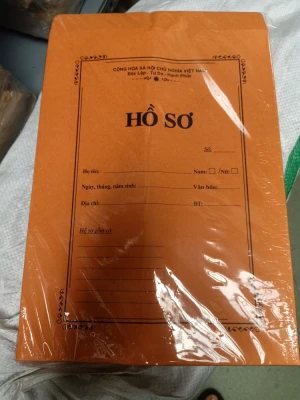 CỘNG HÒA XÃ HỘI CHỦ NGHĨA VIỆT NAM
Độc Lập - Tự Do - Hạnh Phúc
HỒ SƠ
Số:
Họ tên: Nam: Nữ:
Ngày, tháng, năm sinh: Văn hóa:
Địa chỉ: ĐT:
Hồ sơ gồm có: